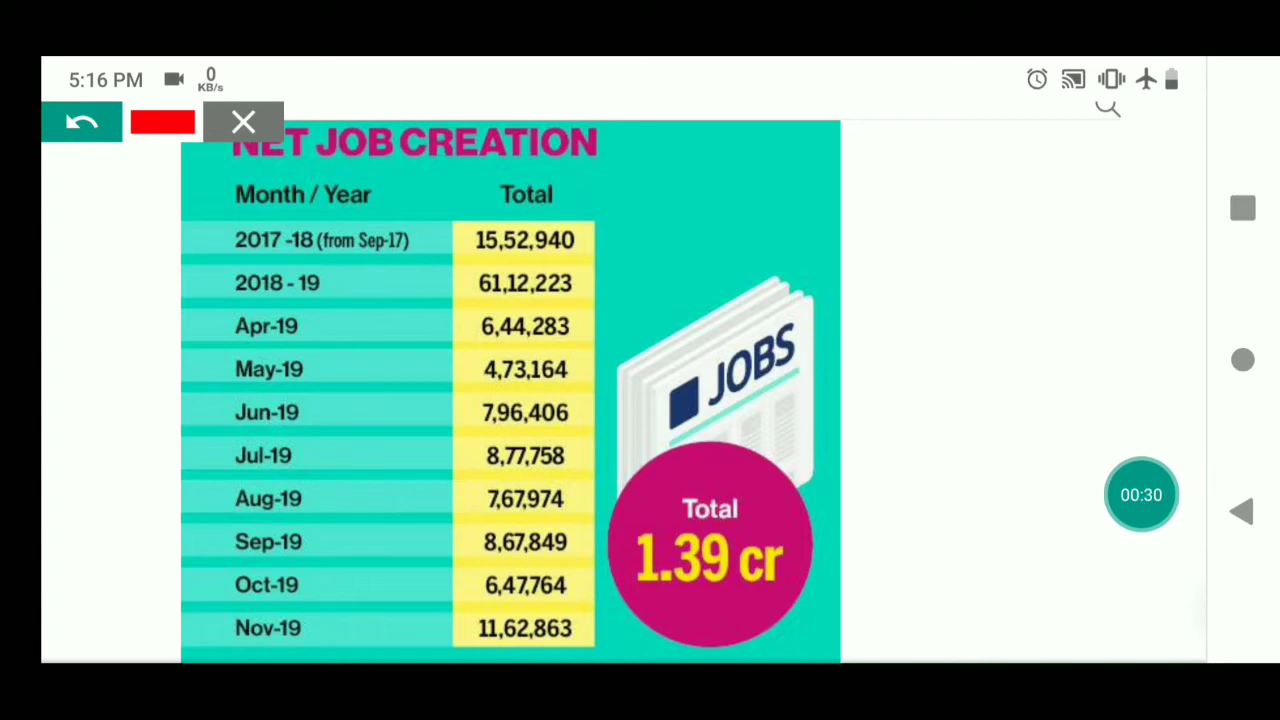 5:16 PM
0
KB/s
NET JOB CREATION
Month / Year Total
2017 -18 (from Sep-17) 15,52,940
2018 - 19 61,12,223
Apr-19 6,44,283
May-19 4,73,164
Jun-19 7,96,406
Jul-19 8,77,758
Aug-19 7,67,974
Sep-19 8,67,849
Oct-19 6,47,764
Nov-19 11,62,863
JOBS
Total
1.39 cr
00:30